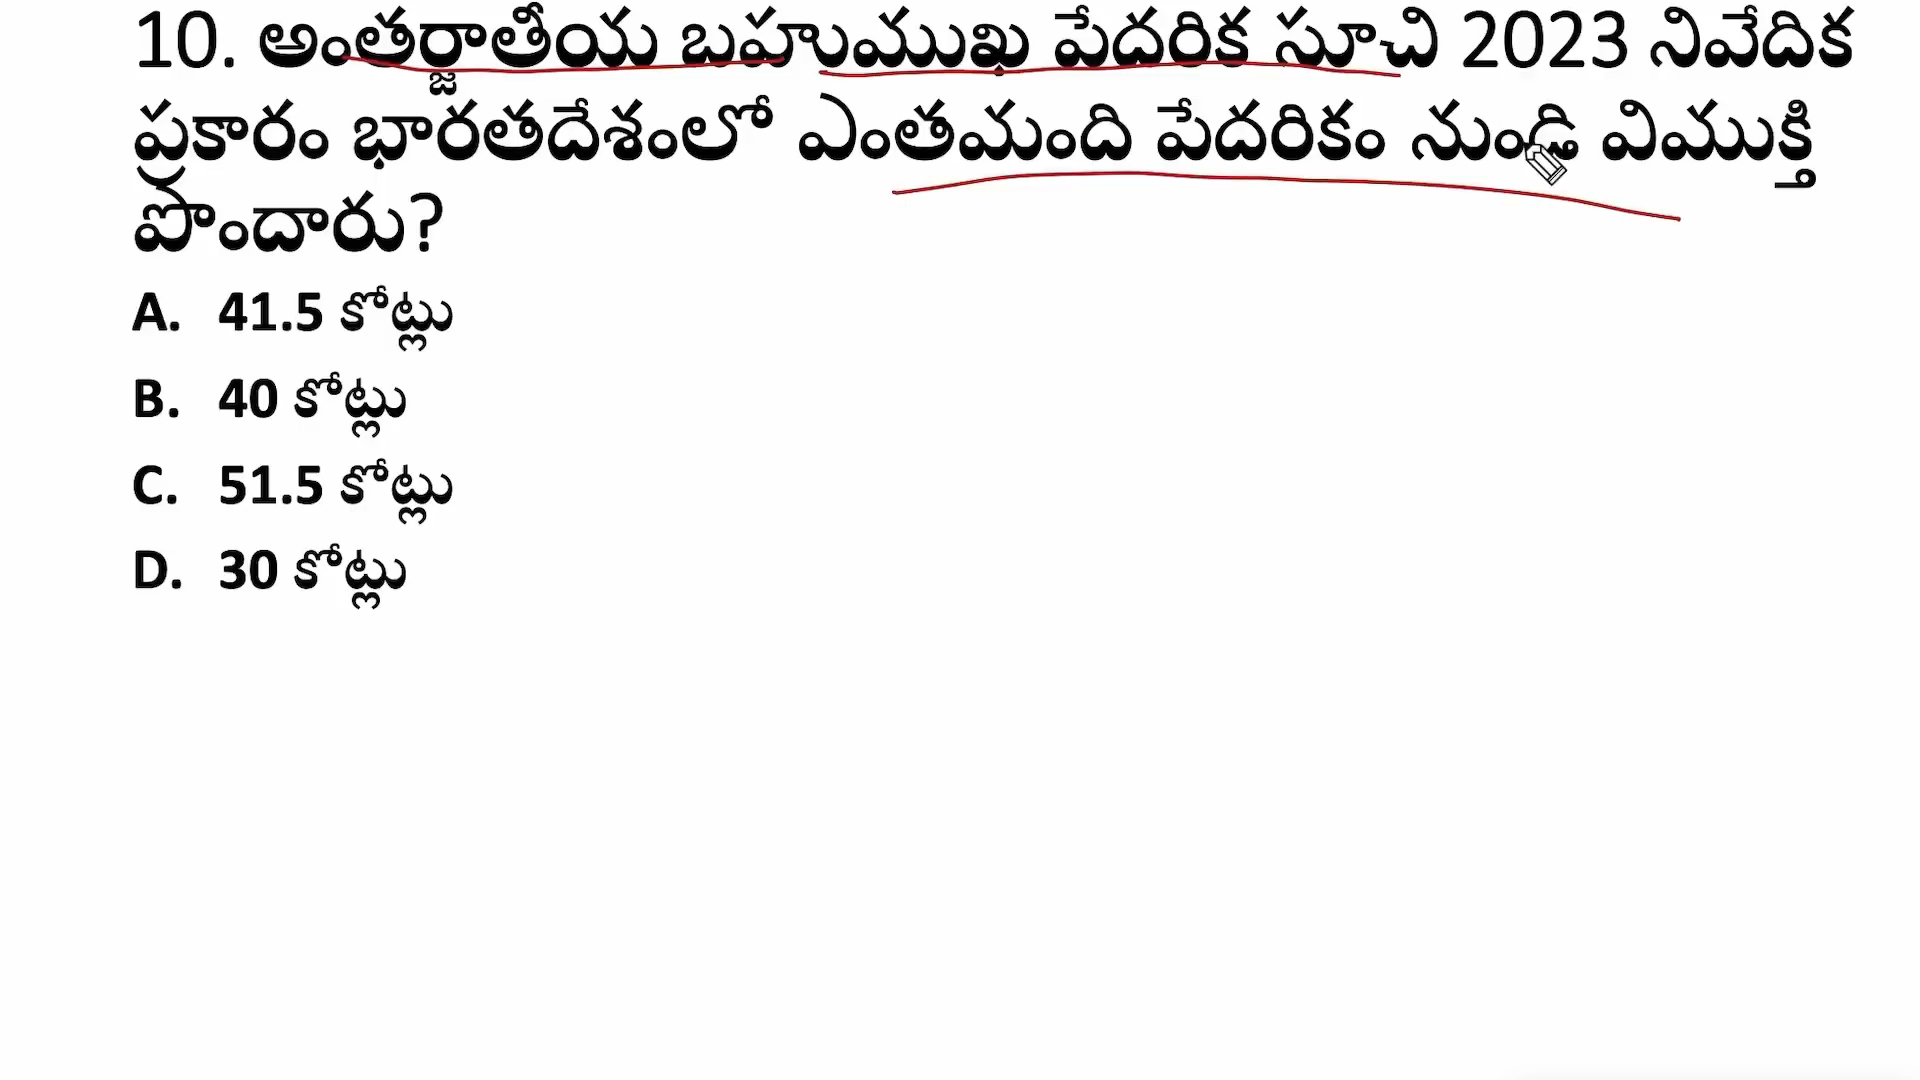 10. అంతర్జాతీయ బహుముఖ పేదరిక సూచి 2023 నివేదిక
ప్రకారం భారతదేశంలో ఎంతమంది పేదరికం నుండి విముక్తి
పొందారు?
A. 41.5 కోట్లు
B. 40 కోట్లు
C. 51.5 కోట్లు
D. 30 కోట్లు